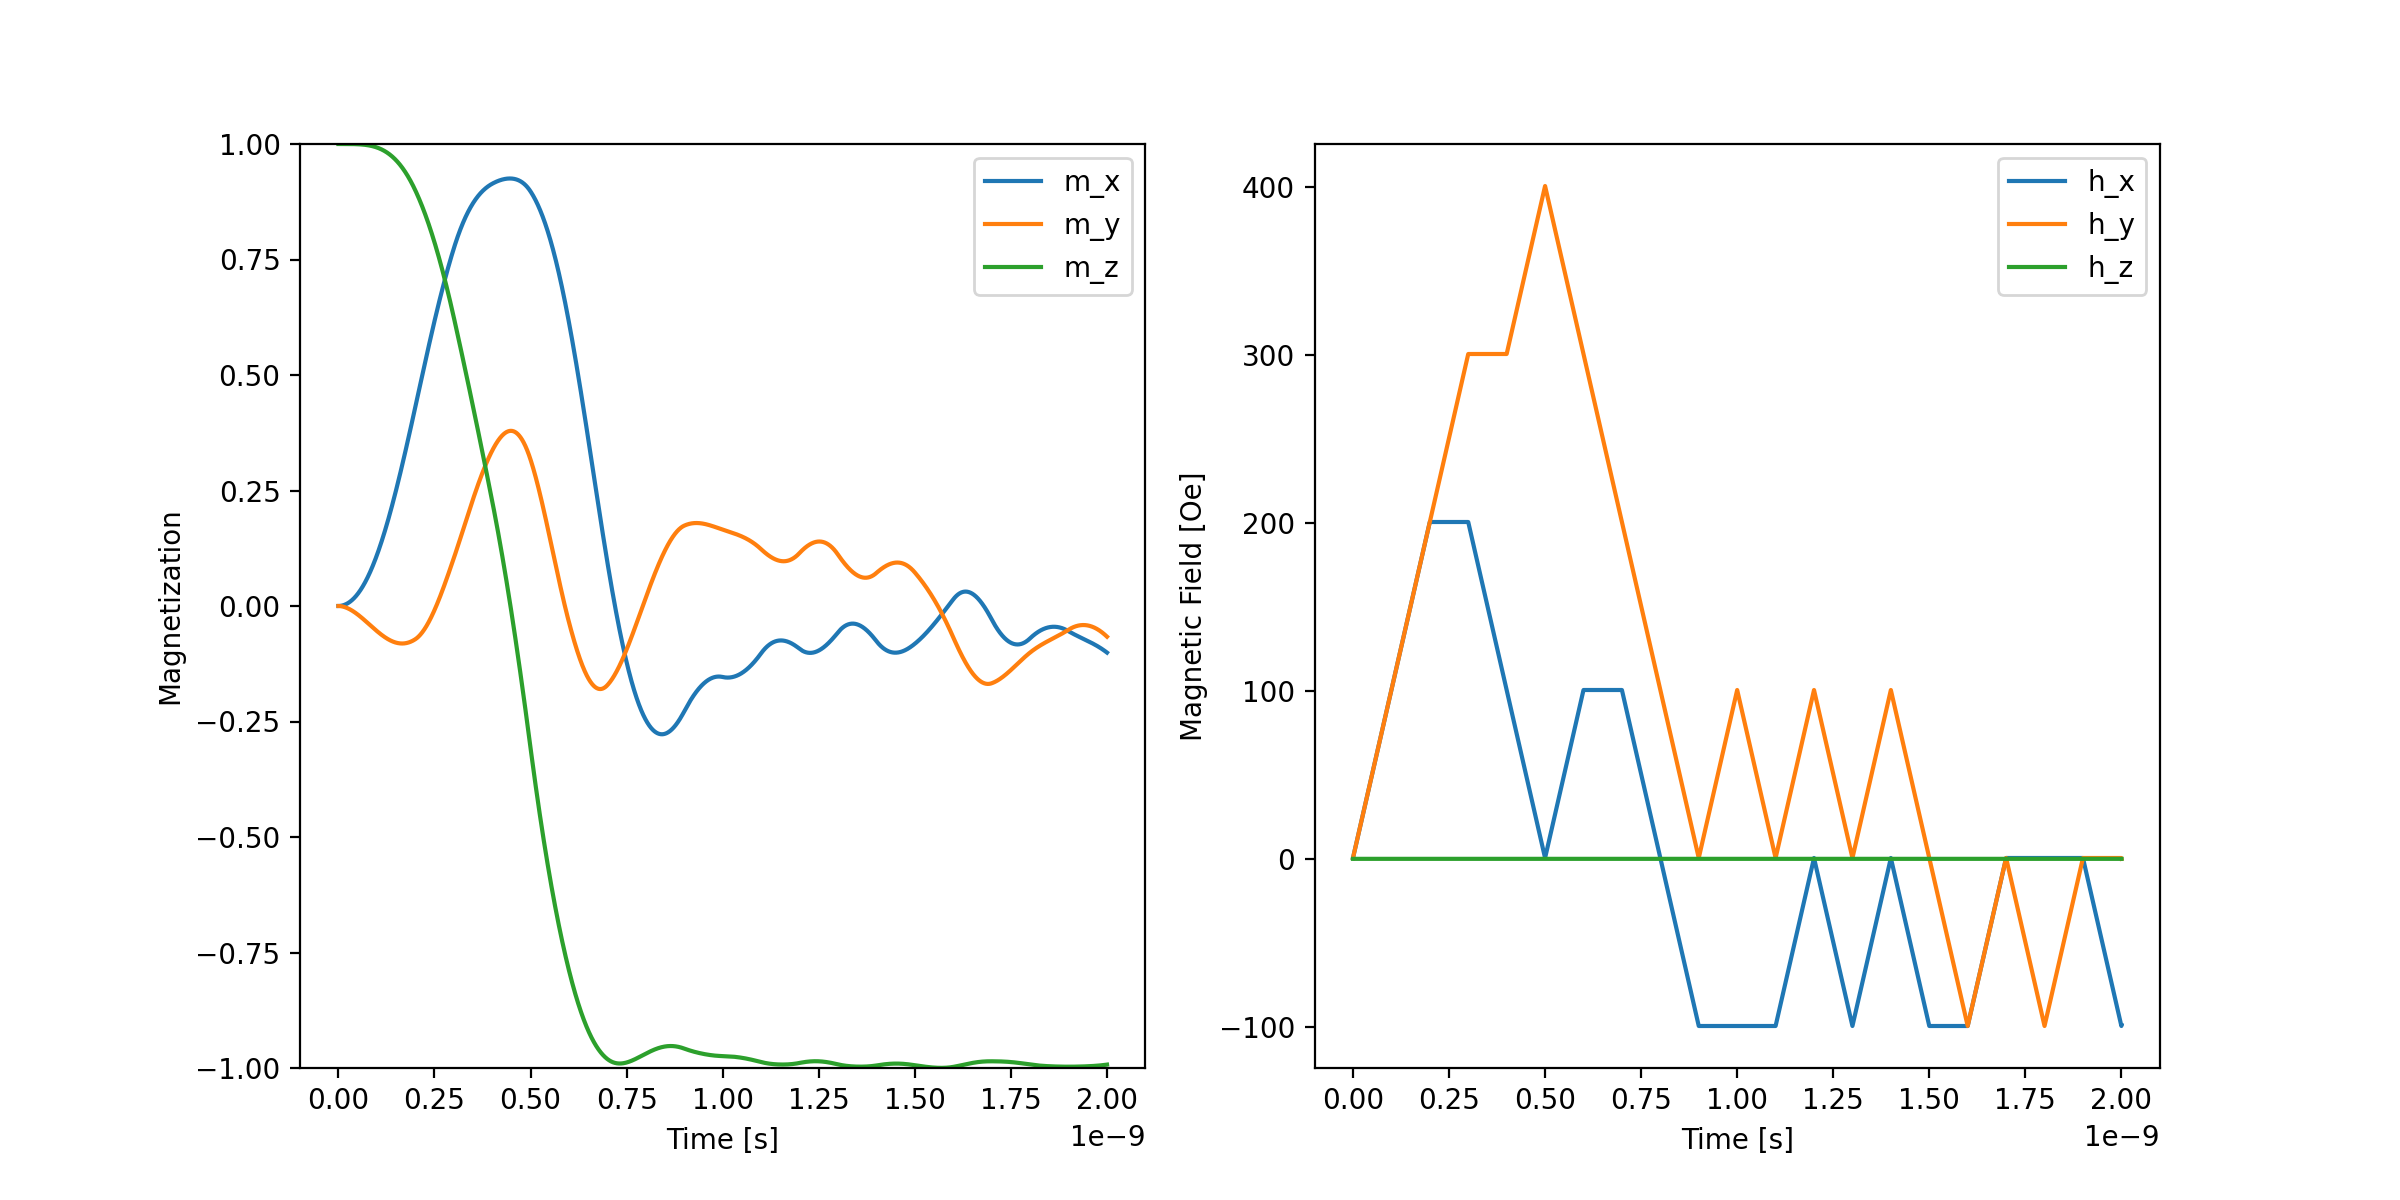 Magnetization
1.00
0.75
0.50
0.25
0.00
−0.25
−0.50
−0.75
−1.00
m_x
m_y
m_z
0.00 0.25 0.50 0.75 1.00 1.25 1.50 1.75 2.00
Time [s]
1e−9
Magnetic Field [Oe]
400
300
200
100
0
−100
h_x
h_y
h_z
0.00 0.25 0.50 0.75 1.00 1.25 1.50 1.75 2.00
Time [s]
1e−9